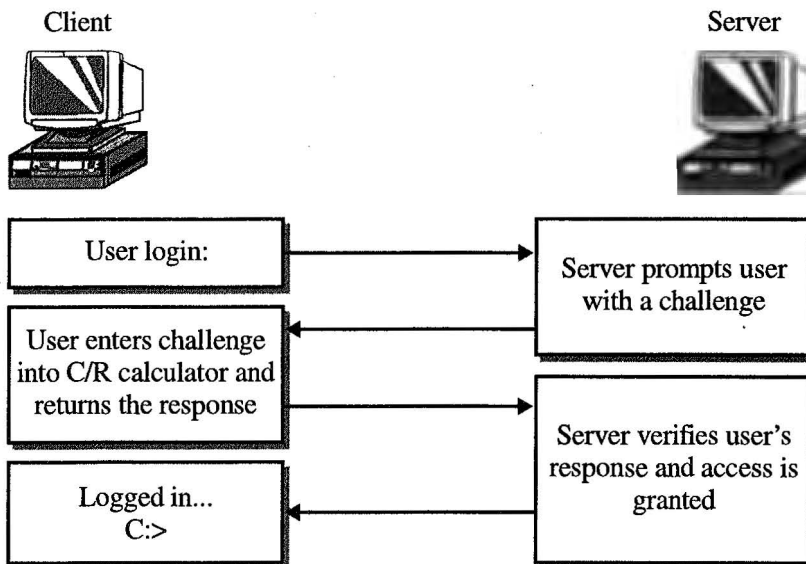 Client
Server
User login:
Server prompts user
with a challenge
User enters challenge
into C/R calculator and
returns the response
Server verifies user's
response and access is
granted
Logged in...
C:>